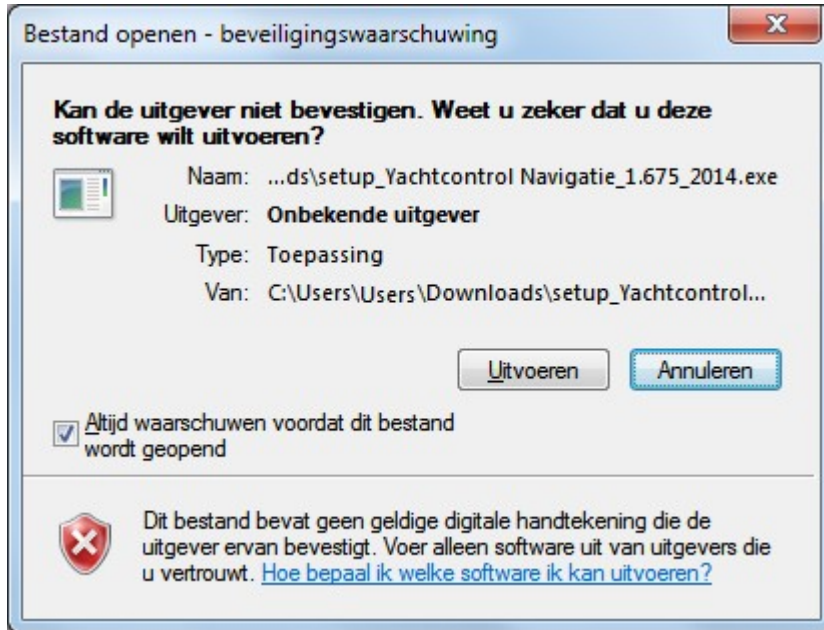 Bestand openen - beveiligingswaarschuwing
Kan de uitgever niet bevestigen. Weet u zeker dat u deze
software wilt uitvoeren?
Naam: ...ds\setup_Yachtcontrol Navigatie_1.675_2014.exe
Uitgever: Onbekende uitgever
Type: Toepassing
Van: C:\Users\Users\Downloads\setup_Yachtcontrol...
Uitvoeren Annuleren
Altijd waarschuwen voordat dit bestand
wordt geopend
Dit bestand bevat geen geldige digitale handtekening die de
uitgever ervan bevestigt. Voer alleen software uit van uitgevers die
u vertrouwt. Hoe bepaal ik welke software ik kan uitvoeren?